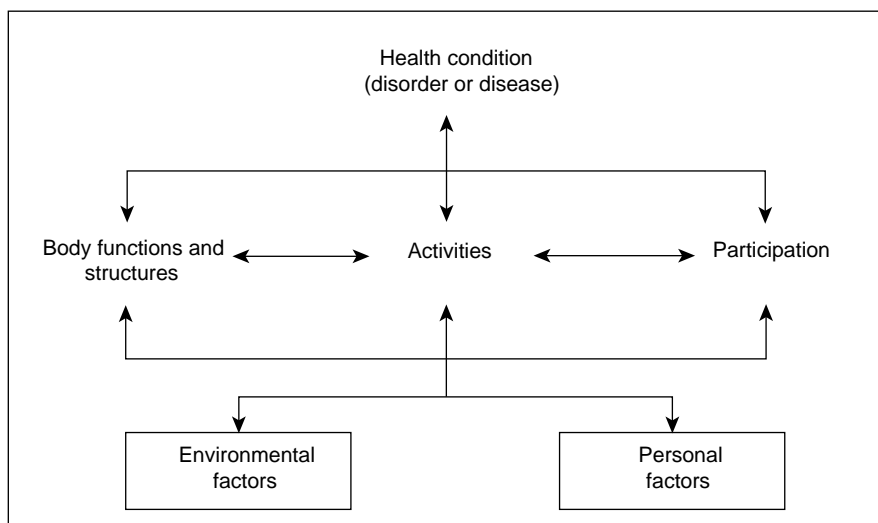 Health condition
(disorder or disease)
Body functions and
structures
Activities
Participation
Environmental
factors
Personal
factors